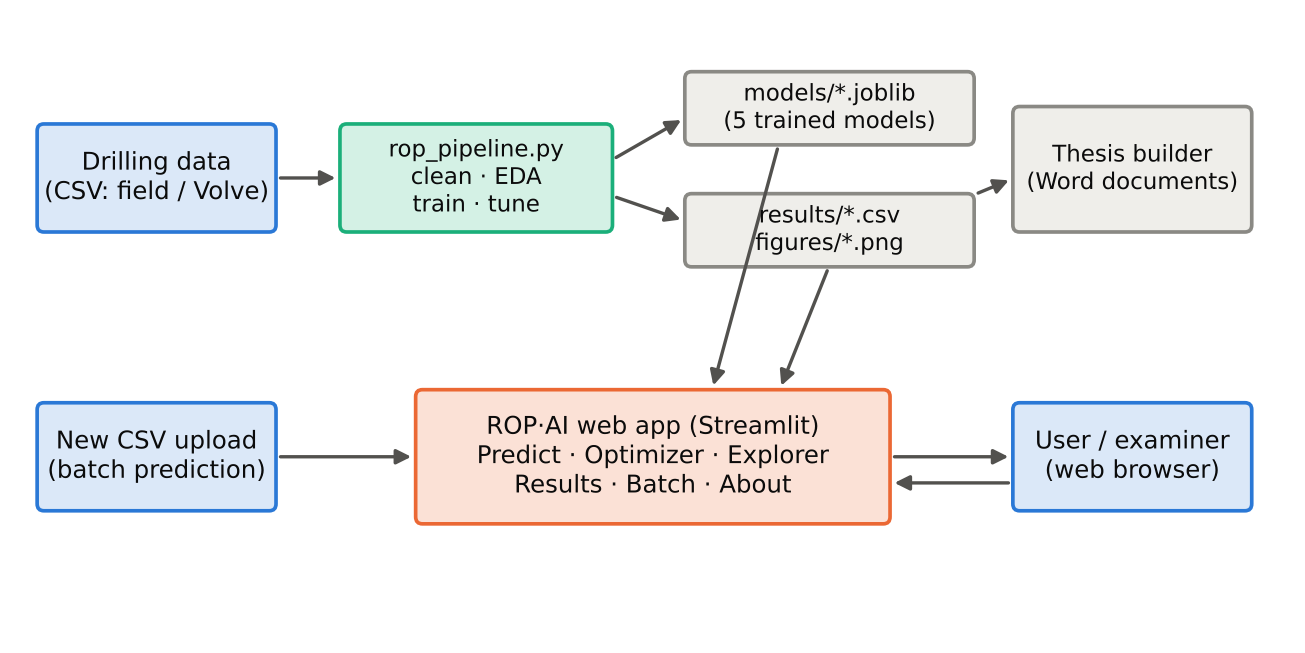 Drilling data
(CSV: field / Volve)
rop_pipeline.py
clean · EDA
train · tune
models/*.joblib
(5 trained models)
results/*.csv
figures/*.png
Thesis builder
(Word documents)
New CSV upload
(batch prediction)
ROP·AI web app (Streamlit)
Predict · Optimizer · Explorer
Results · Batch · About
User / examiner
(web browser)